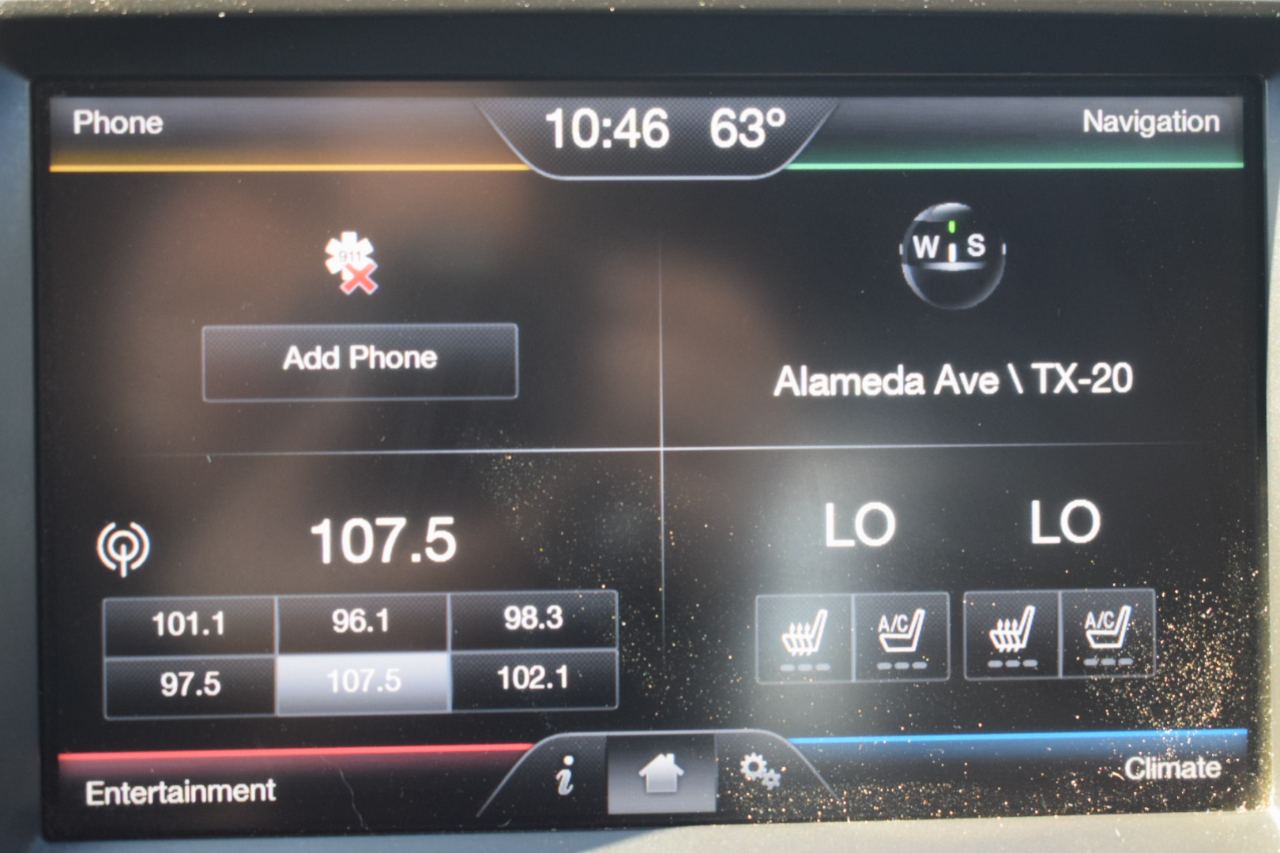 Phone
10:46 63°
Navigation
911
W S
Add Phone
Alameda Ave \ TX-20
107.5
LO LO
101.1 96.1 98.3
97.5 107.5 102.1
A/C A/C
Entertainment
i
Climate